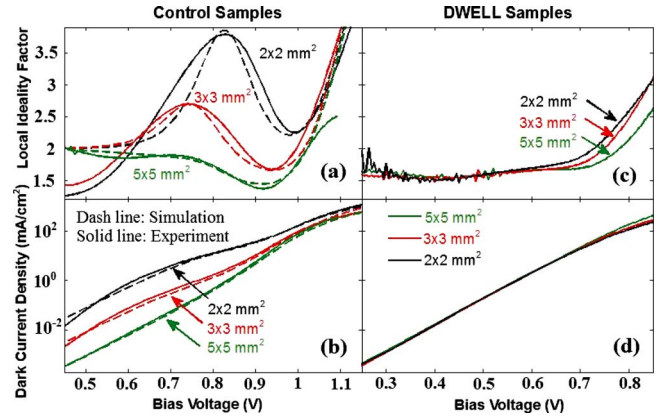 Control Samples
DWELL Samples
Local Ideality Factor
3.5
3
2.5
2
1.5
2x2 mm²
3x3 mm²
5x5 mm²
(a)
2x2 mm²
3x3 mm²
5x5 mm²
(c)
Dark Current Density (mA/cm²)
10²
10⁰
10⁻²
Dash line: Simulation
Solid line: Experiment
2x2 mm²
3x3 mm²
5x5 mm²
(b)
5x5 mm²
3x3 mm²
2x2 mm²
(d)
0.5 0.6 0.7 0.8 0.9 1 1.1
0.3 0.4 0.5 0.6 0.7 0.8
Bias Voltage (V)
Bias Voltage (V)